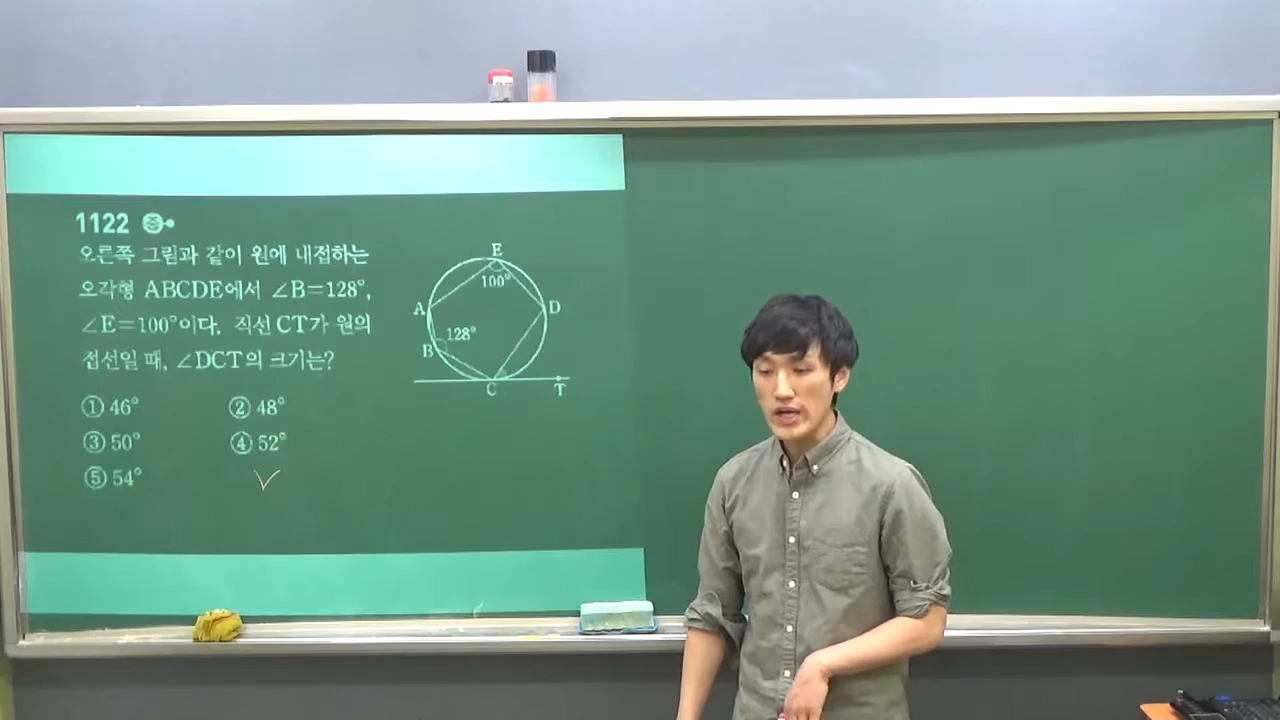 1122
오른쪽 그림과 같이 원에 내접하는
오각형 ABCDE에서 ∠B=128°,
∠E=100°이다. 직선 CT가 원의
접선일 때, ∠DCT의 크기는?
① 46° ② 48°
③ 50° ④ 52°
⑤ 54°
E
100°
A D
128°
B
C T